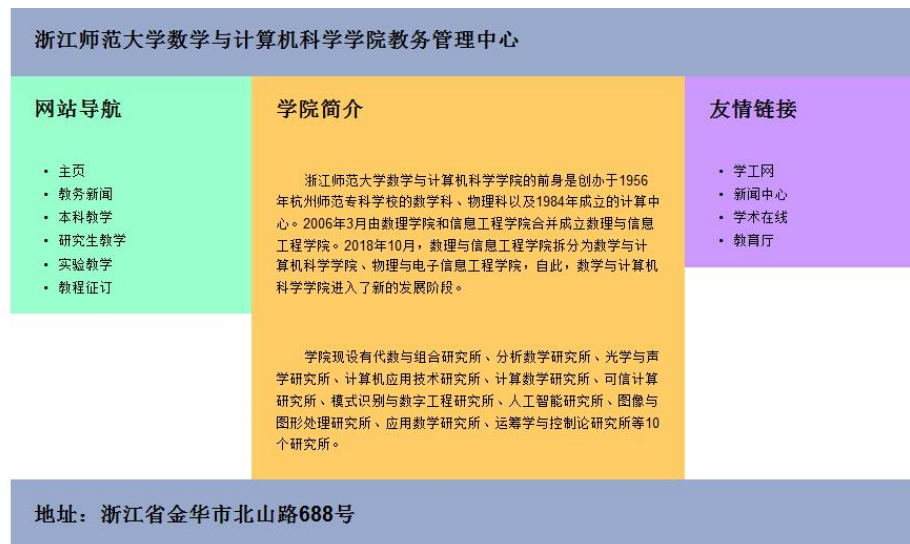 浙江师范大学数学与计算机科学学院教务管理中心
网站导航
• 主页
• 教务新闻
• 本科教学
• 研究生教学
• 实验教学
• 教程征订
学院简介
浙江师范大学数学与计算机科学学院的前身是创办于1956
年杭州师范专科学校的数学科、物理科以及1984年成立的计算中
心。2006年3月由数理学院和信息工程学院合并成立数理与信息
工程学院。2018年10月，数理与信息工程学院拆分为数学与计
算机科学学院、物理与电子信息工程学院，自此，数学与计算机
科学学院进入了新的发展阶段。
学院现设有代数与组合研究所、分析数学研究所、光学与声
学研究所、计算机应用技术研究所、计算数学研究所、可信计算
研究所、模式识别与数字工程研究所、人工智能研究所、图像与
图形处理研究所、应用数学研究所、运筹学与控制论研究所等10
个研究所。
友情链接
• 学工网
• 新闻中心
• 学术在线
• 教育厅
地址：浙江省金华市北山路688号